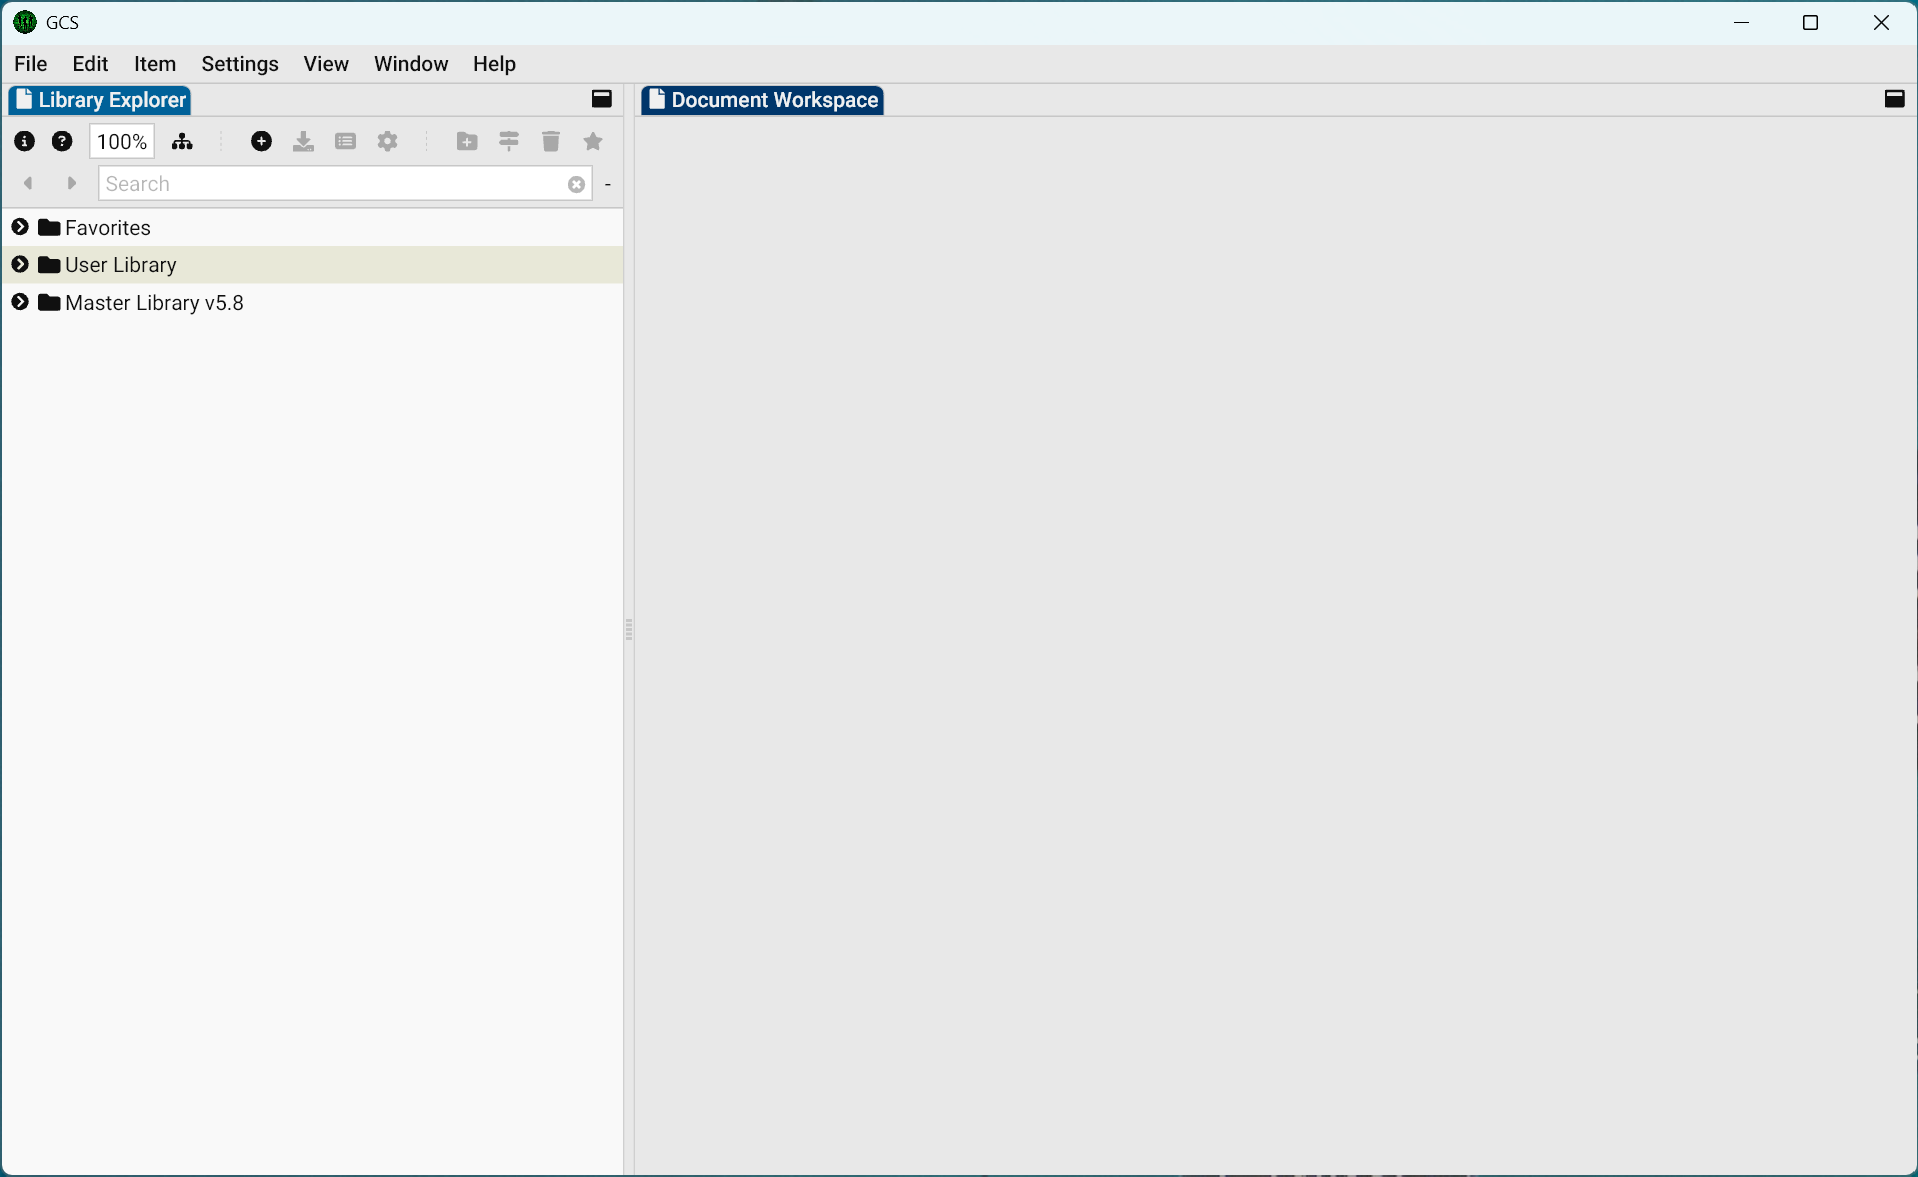 GCS
File Edit Item Settings View Window Help
Library Explorer
Document Workspace
100%
Search
-
Favorites
User Library
Master Library v5.8